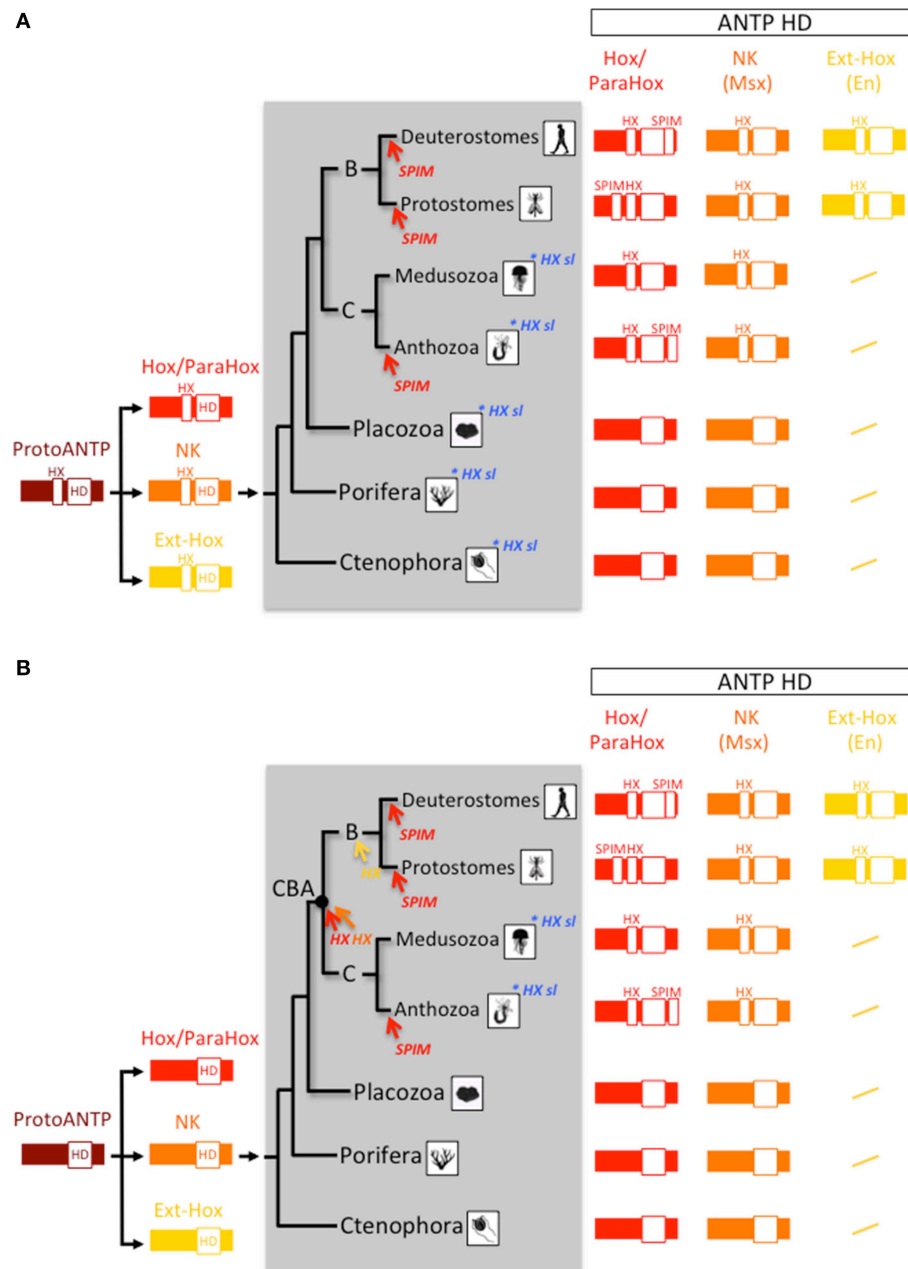 A
ANTP HD
Hox/
ParaHox
NK
(Msx)
Ext-Hox
(En)
HX SPIM
HX
HX
Deuterostomes
B
SPIM
SPIMHX
HX
HX
Protostomes
SPIM
* HX sl
HX
HX
Medusozoa
C
* HX sl
HX SPIM
HX
Anthozoa
SPIM
Hox/ParaHox
HX
HD
* HX sl
Placozoa
ProtoANTP
HX
HD
NK
HX
HD
* HX sl
Porifera
Ext-Hox
HX
HD
* HX sl
Ctenophora
B
ANTP HD
Hox/
ParaHox
NK
(Msx)
Ext-Hox
(En)
HX SPIM
HX
HX
Deuterostomes
B
SPIM
HX
SPIMHX
HX
HX
Protostomes
SPIM
CBA
HX HX
* HX sl
HX
HX
Medusozoa
C
* HX sl
HX SPIM
HX
Anthozoa
SPIM
Hox/ParaHox
HD
Placozoa
ProtoANTP
HD
NK
HD
Porifera
Ext-Hox
HD
Ctenophora